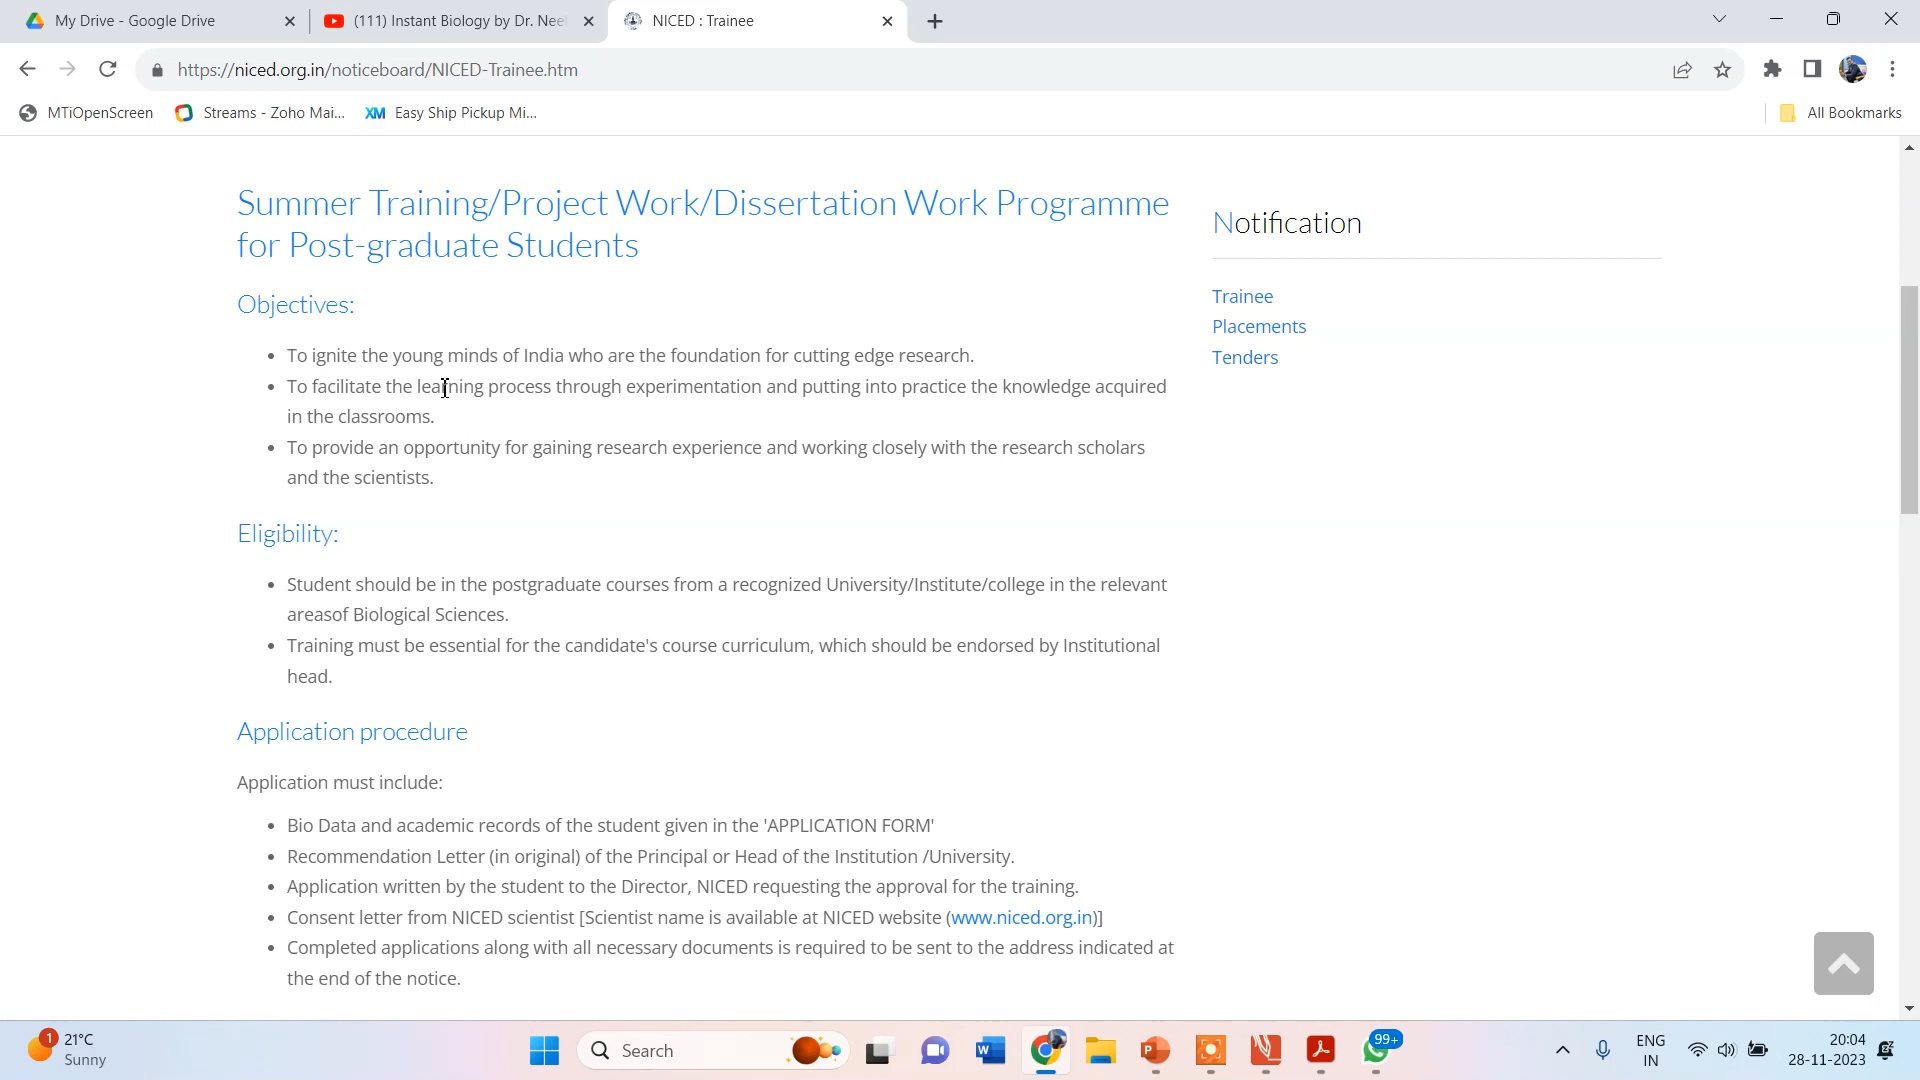 My Drive - Google Drive
(111) Instant Biology by Dr. Nee
NICED : Trainee
https://niced.org.in/noticeboard/NICED-Trainee.htm
MTiOpenScreen
Streams - Zoho Mai...
XM Easy Ship Pickup Mi...
All Bookmarks
Summer Training/Project Work/Dissertation Work Programme
for Post-graduate Students
Objectives:
• To ignite the young minds of India who are the foundation for cutting edge research.
• To facilitate the learning process through experimentation and putting into practice the knowledge acquired
in the classrooms.
• To provide an opportunity for gaining research experience and working closely with the research scholars
and the scientists.
Eligibility:
• Student should be in the postgraduate courses from a recognized University/Institute/college in the relevant
areasof Biological Sciences.
• Training must be essential for the candidate's course curriculum, which should be endorsed by Institutional
head.
Application procedure
Application must include:
• Bio Data and academic records of the student given in the 'APPLICATION FORM'
• Recommendation Letter (in original) of the Principal or Head of the Institution /University.
• Application written by the student to the Director, NICED requesting the approval for the training.
• Consent letter from NICED scientist [Scientist name is available at NICED website (www.niced.org.in)]
• Completed applications along with all necessary documents is required to be sent to the address indicated at
the end of the notice.
Notification
Trainee
Placements
Tenders
1
21°C
Sunny
Search
99+
ENG
IN
20:04
28-11-2023